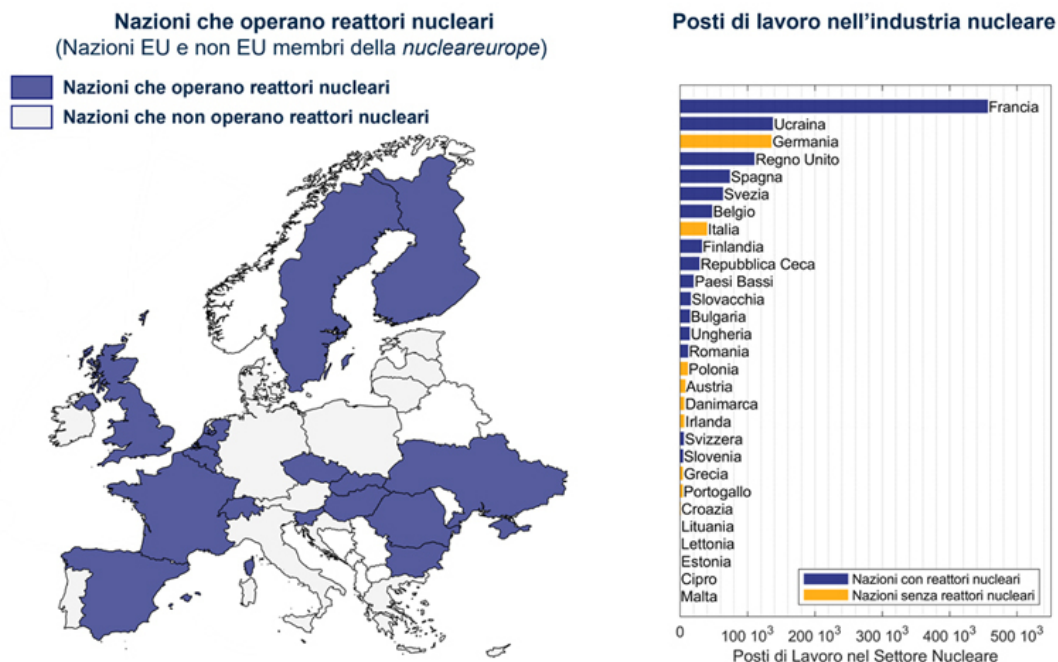 Nazioni che operano reattori nucleari
(Nazioni EU e non EU membri della nucleareurope)
Nazioni che operano reattori nucleari
Nazioni che non operano reattori nucleari
Posti di lavoro nell'industria nucleare
Francia
Ucraina
Germania
Regno Unito
Spagna
Svezia
Belgio
Italia
Finlandia
Repubblica Ceca
Paesi Bassi
Slovacchia
Bulgaria
Ungheria
Romania
Polonia
Austria
Danimarca
Irlanda
Svizzera
Slovenia
Grecia
Portogallo
Croazia
Lituania
Lettonia
Estonia
Cipro
Malta
Nazioni con reattori nucleari
Nazioni senza reattori nucleari
0 100 10³ 200 10³ 300 10³ 400 10³ 500 10³
Posti di Lavoro nel Settore Nucleare